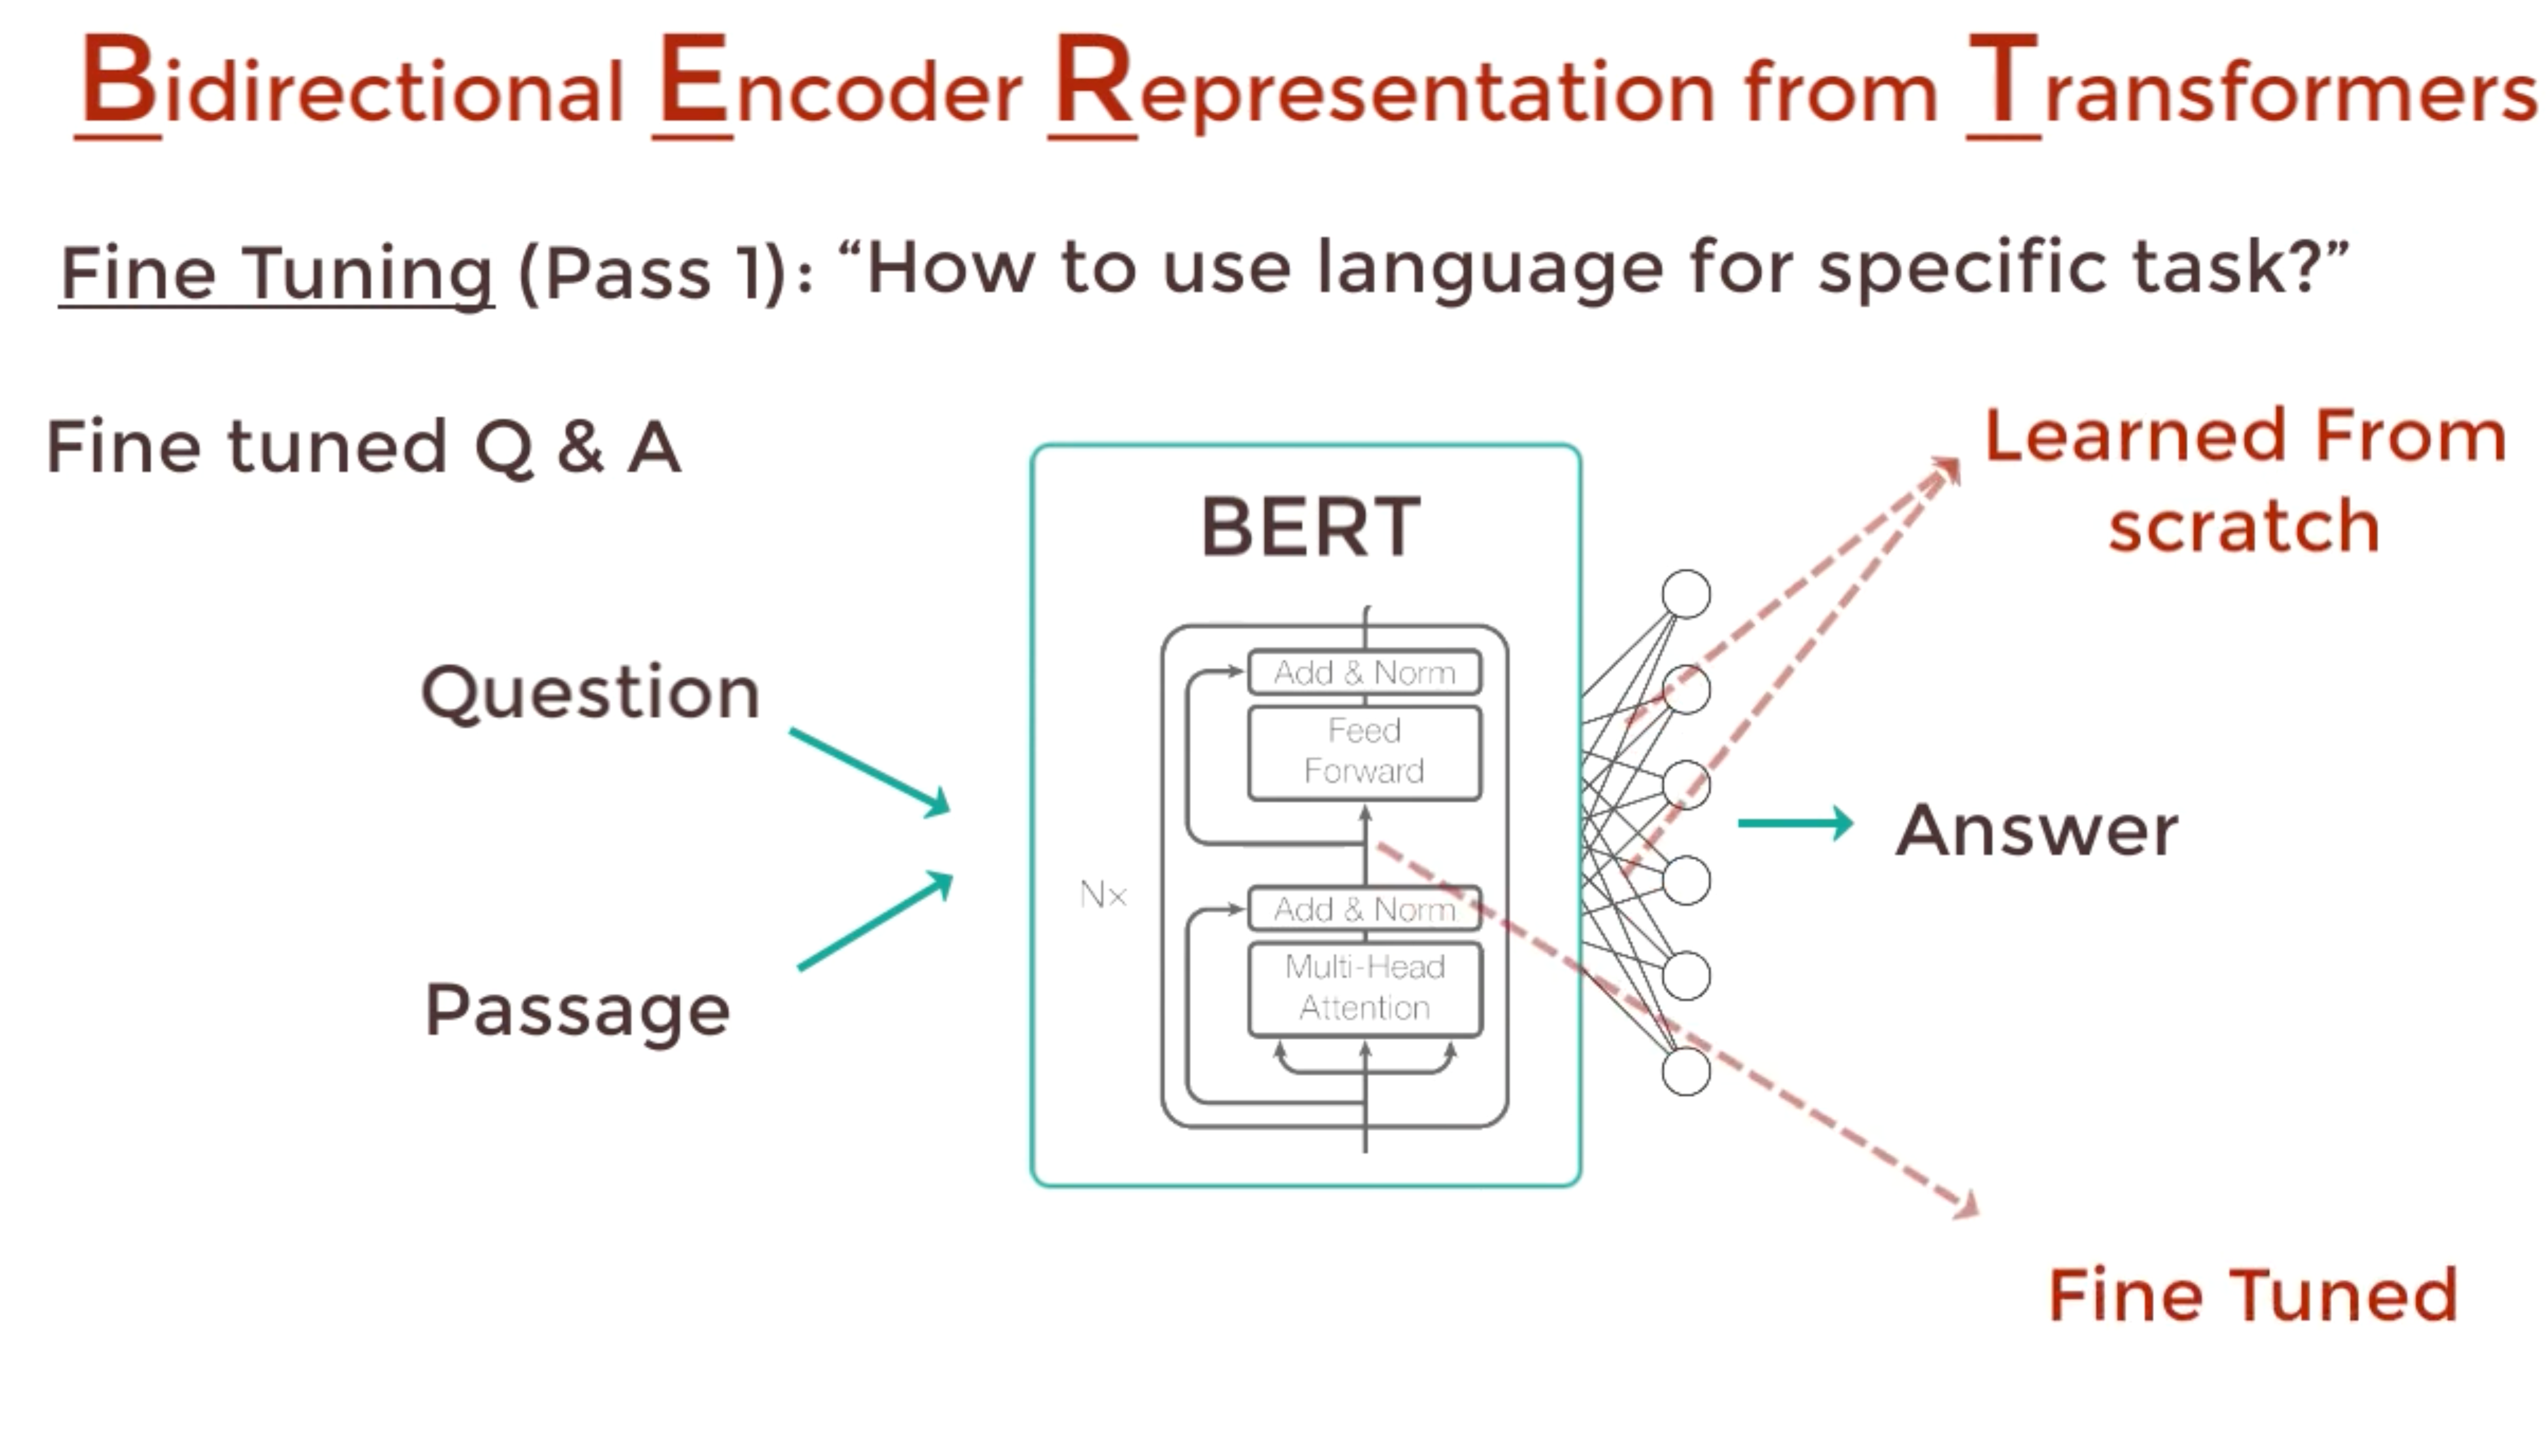 Bidirectional Encoder Representation from Transformers
Fine Tuning (Pass 1): “How to use language for specific task?”
Fine tuned Q & A
Learned From
scratch
BERT
Question
Passage
Add & Norm
Feed
Forward
Nx
Add & Norm
Multi-Head
Attention
Answer
Fine Tuned